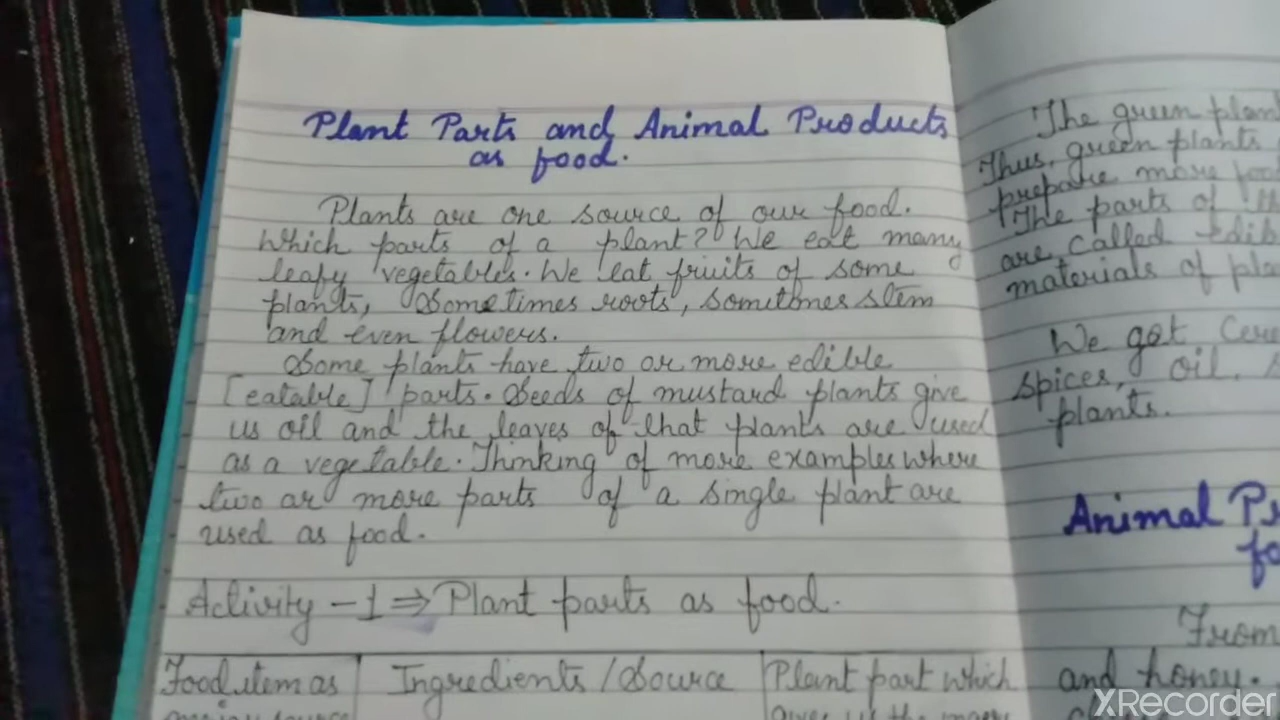 Plant Parts and Animal Products
as food.
Plants are one source of our food.
Which parts of a plant? We eat many
leafy vegetables. We eat fruits of some
plants, Sometimes roots, sometimes stem
and even flowers.
Some plants have two or more edible
[eatable] parts. Seeds of mustard plants give
us oil and the leaves of that plants are used
as a vegetable. Thinking of more examples where
two or more parts of a single plant are
used as food.
Activity - 1 ⇒ Plant parts as food.
Food item as
Ingredients / Source
Plant part which
The green
Thus, green plants
prepare more
The parts of
are called
materials of
We get
spices, oil,
plants.
Animal
From
and honey.
XRecorder